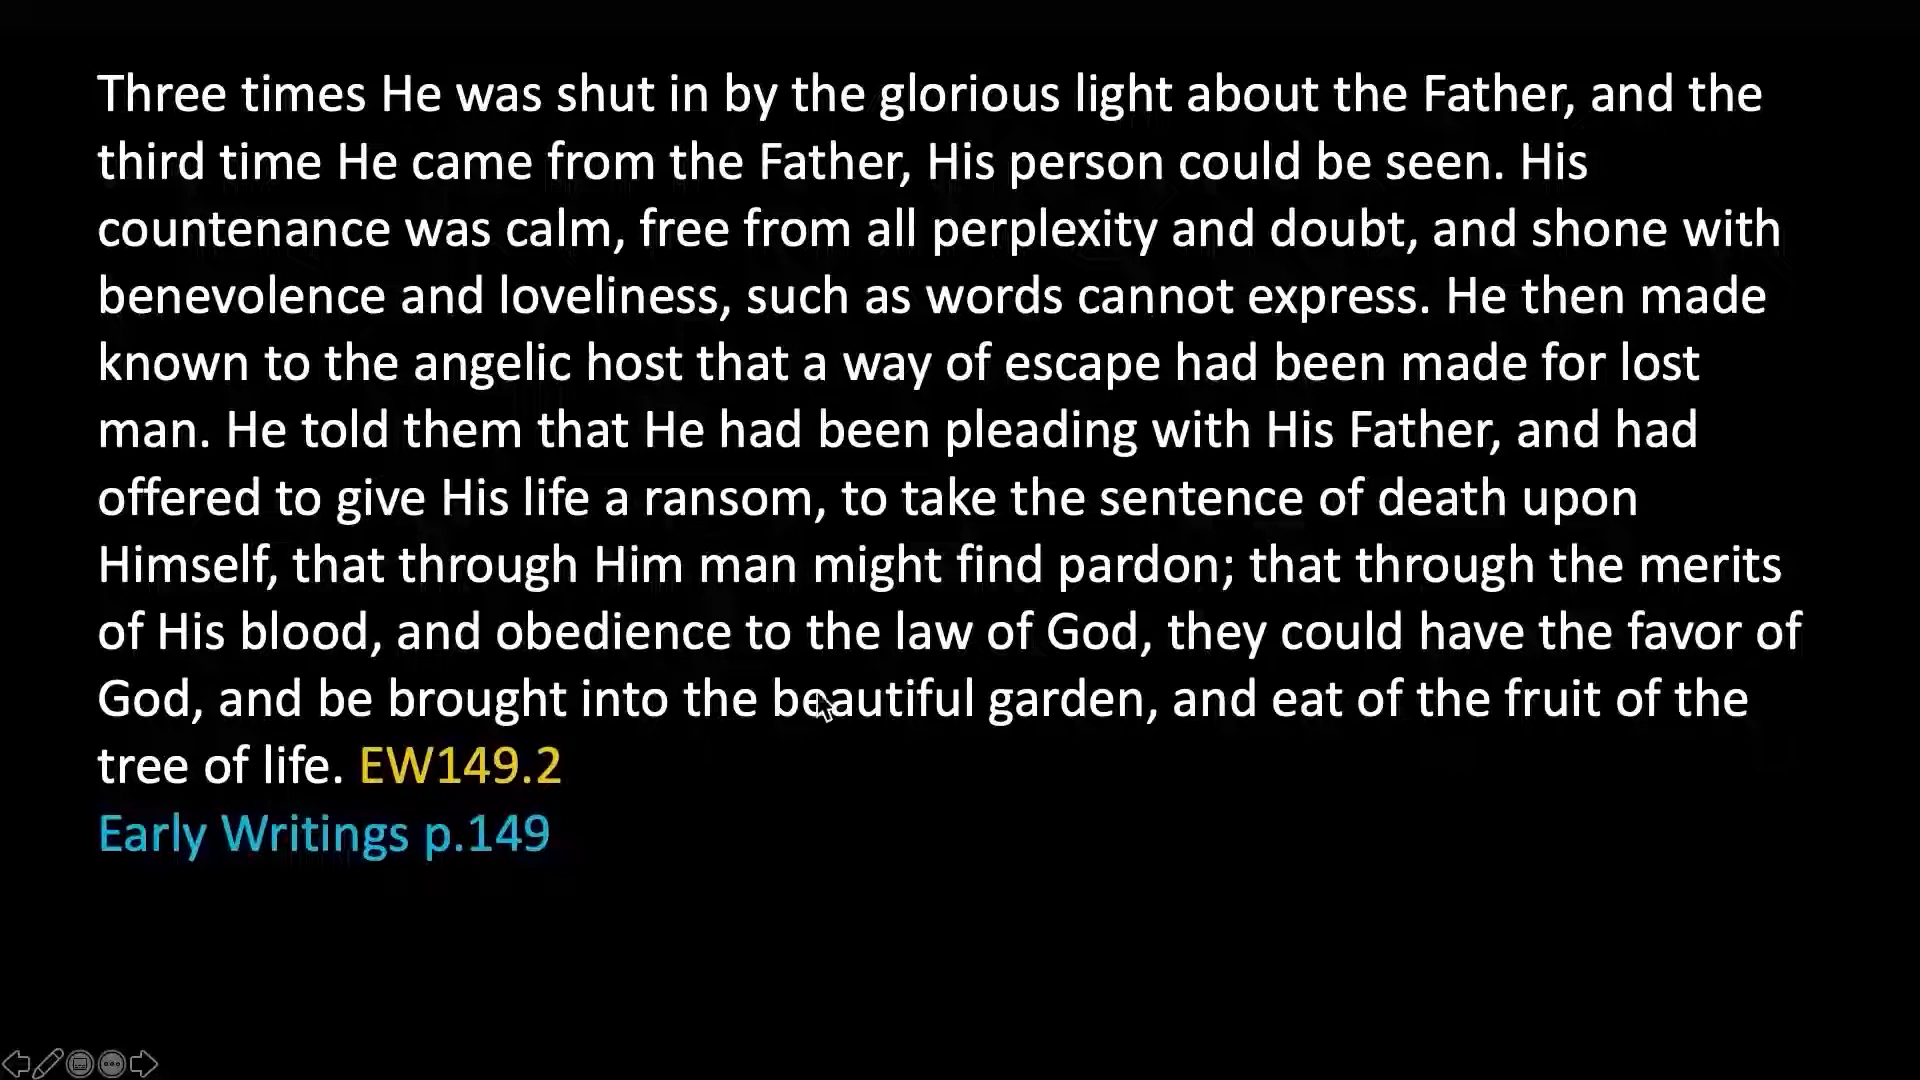 Three times He was shut in by the glorious light about the Father, and the
third time He came from the Father, His person could be seen. His
countenance was calm, free from all perplexity and doubt, and shone with
benevolence and loveliness, such as words cannot express. He then made
known to the angelic host that a way of escape had been made for lost
man. He told them that He had been pleading with His Father, and had
offered to give His life a ransom, to take the sentence of death upon
Himself, that through Him man might find pardon; that through the merits
of His blood, and obedience to the law of God, they could have the favor of
God, and be brought into the beautiful garden, and eat of the fruit of the
tree of life. EW149.2
Early Writings p.149